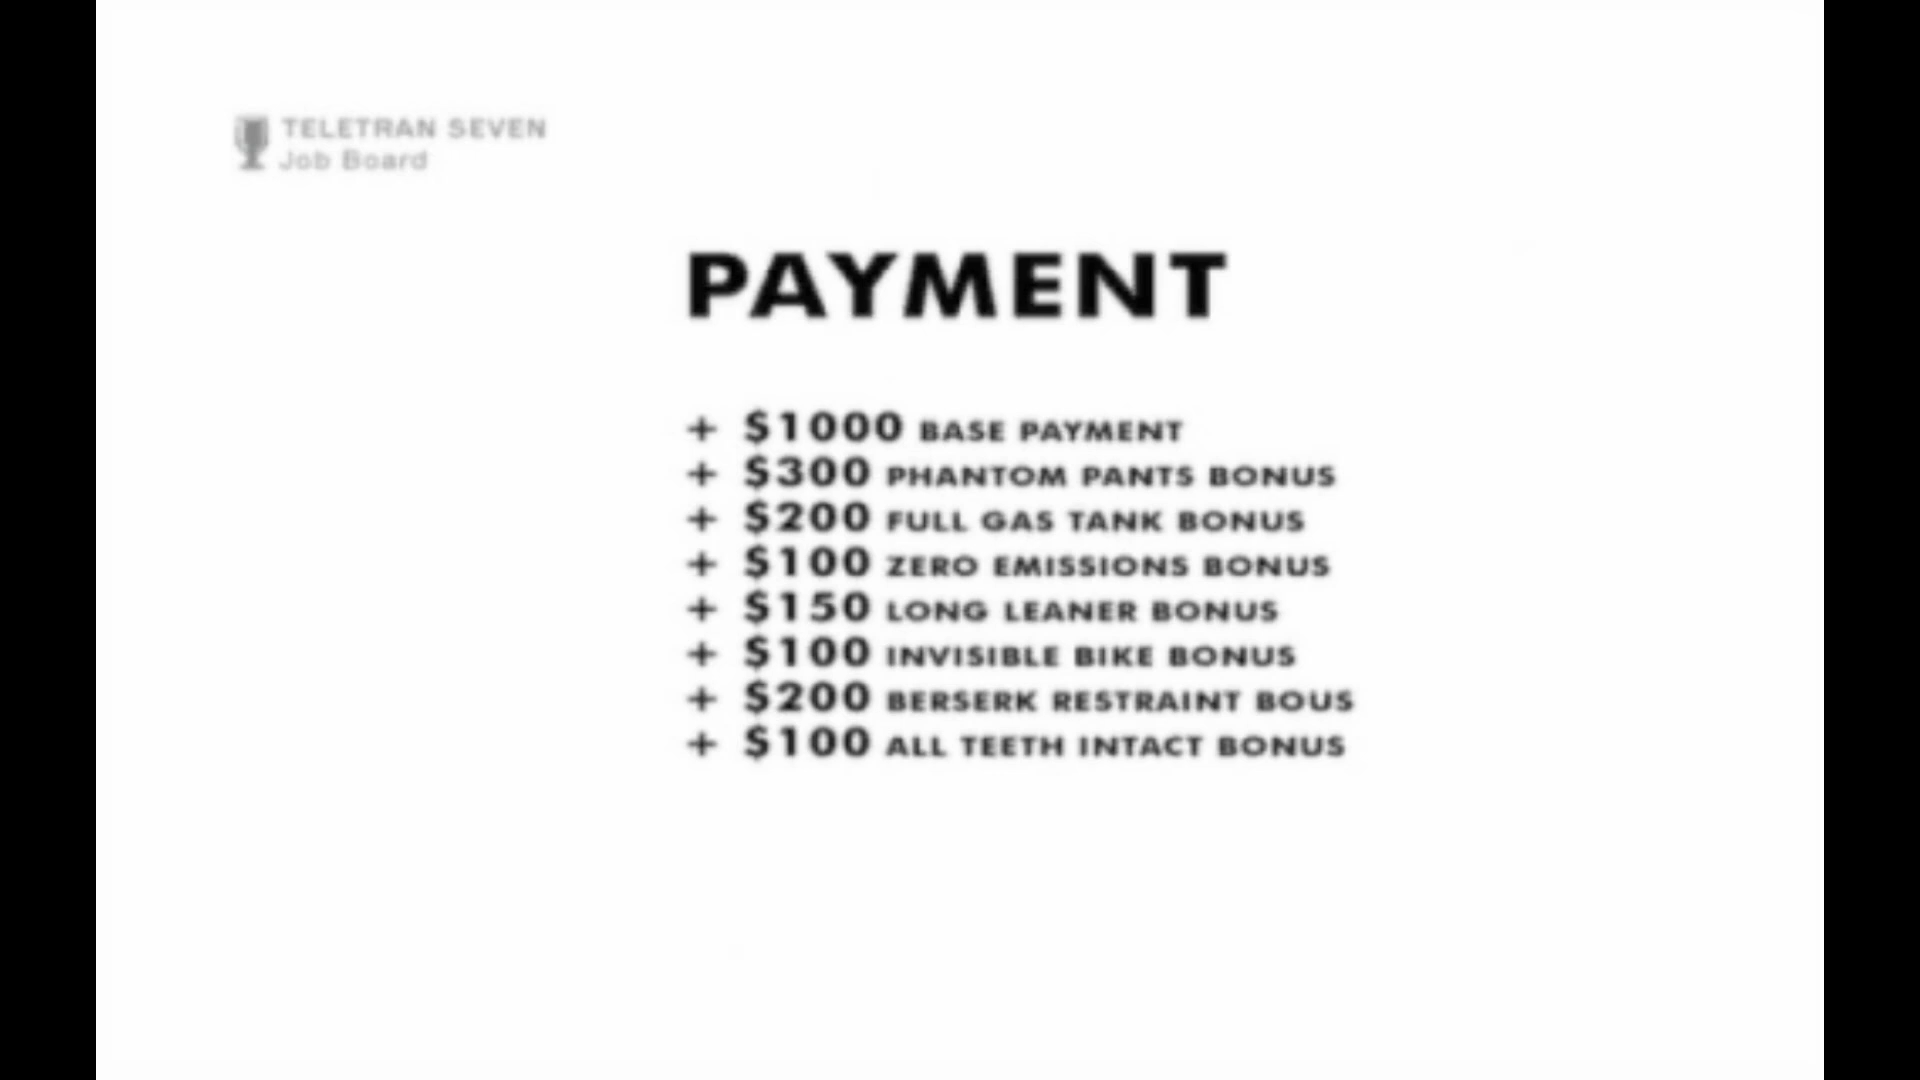 TELETRAN SEVEN
Job Board
PAYMENT
+ $1000 BASE PAYMENT
+ $300 PHANTOM PANTS BONUS
+ $200 FULL GAS TANK BONUS
+ $100 ZERO EMISSIONS BONUS
+ $150 LONG LEANER BONUS
+ $100 INVISIBLE BIKE BONUS
+ $200 BERSERK RESTRAINT BOUS
+ $100 ALL TEETH INTACT BONUS